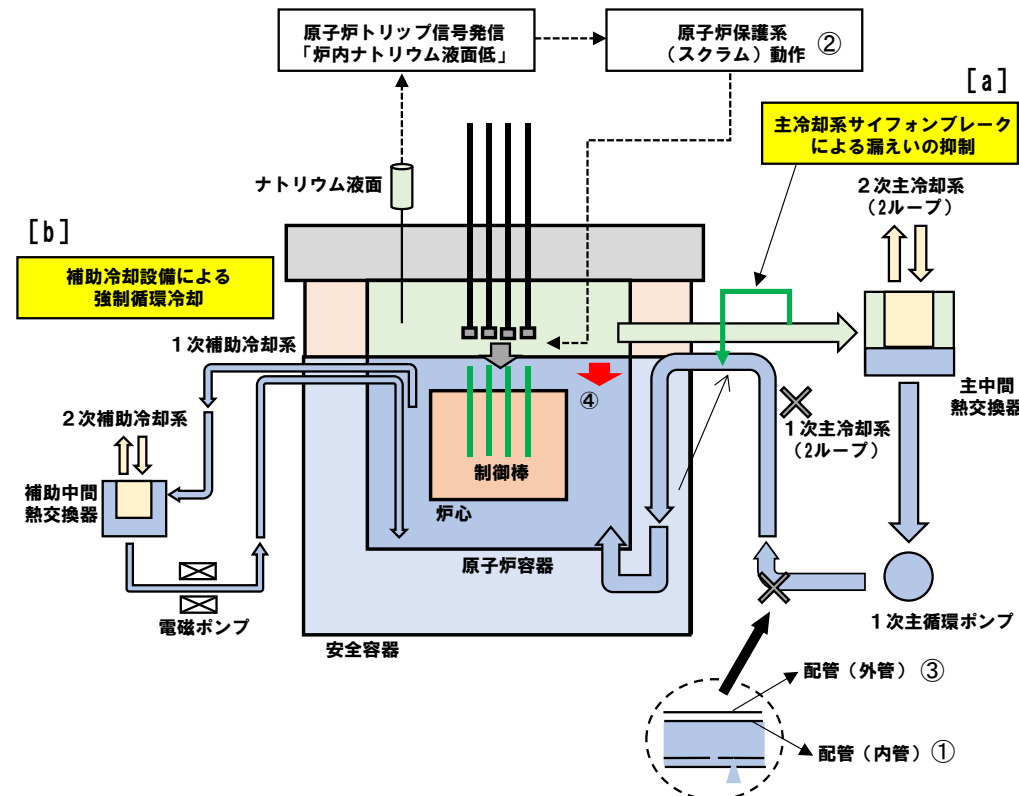 原子炉トリップ信号発信
「炉内ナトリウム液面低」
原子炉保護系
（スクラム）動作 ②
[a]
主冷却系サイフォンブレーク
による漏えいの抑制
ナトリウム液面
２次主冷却系
（2ループ）
[b]
補助冷却設備による
強制循環冷却
１次補助冷却系
④
主中間
熱交換器
１次主冷却系
（2ループ）
２次補助冷却系
制御棒
補助中間
熱交換器
炉心
原子炉容器
電磁ポンプ
１次主循環ポンプ
安全容器
配管（外管）③
配管（内管）①